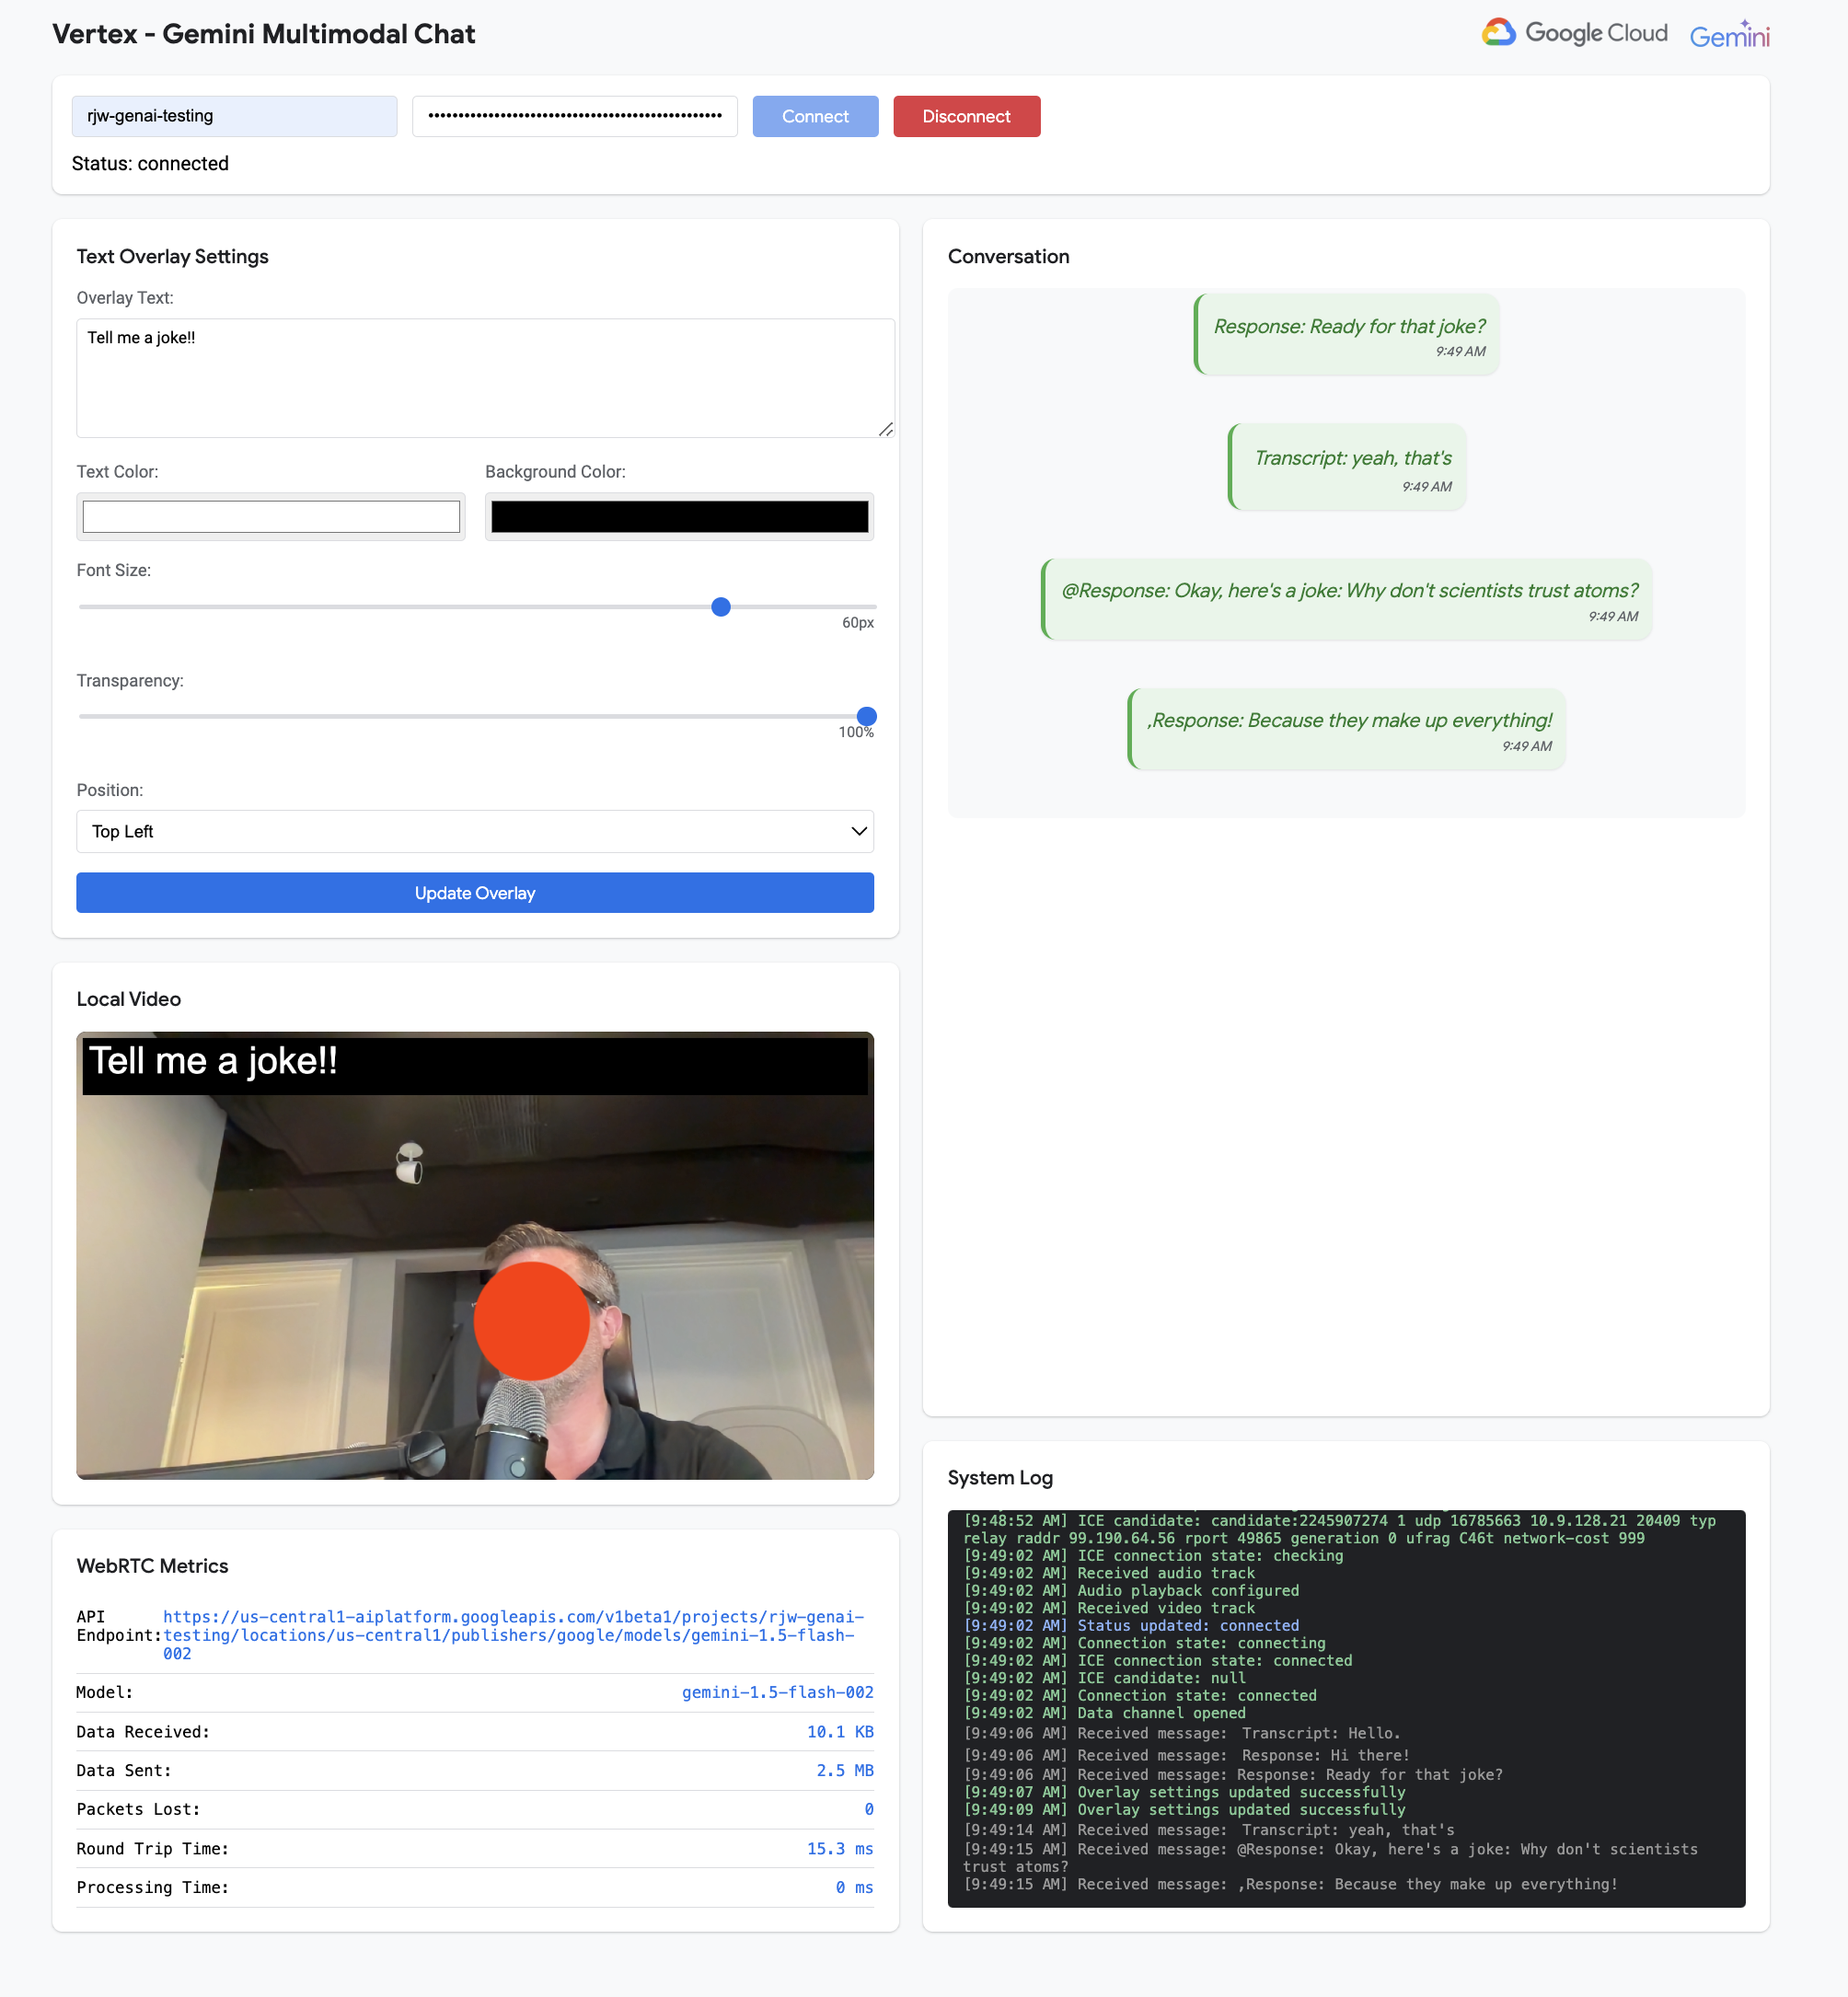 Vertex - Gemini Multimodal Chat
Google Cloud
Gemini
rjw-genai-testing
Connect
Disconnect
Status: connected
Text Overlay Settings
Overlay Text:
Tell me a joke!!
Text Color:
Background Color:
Font Size:
60px
Transparency:
100%
Position:
Top Left
Update Overlay
Local Video
Tell me a joke!!
WebRTC Metrics
API
Endpoint:
https://us-central1-aiplatform.googleapis.com/v1beta1/projects/rjw-genai-
testing/locations/us-central1/publishers/google/models/gemini-1.5-flash-
002
Model:
gemini-1.5-flash-002
Data Received:
10.1 KB
Data Sent:
2.5 MB
Packets Lost:
0
Round Trip Time:
15.3 ms
Processing Time:
0 ms
Conversation
Response: Ready for that joke?
9:49 AM
Transcript: yeah, that's
9:49 AM
@Response: Okay, here's a joke: Why don't scientists trust atoms?
9:49 AM
,Response: Because they make up everything!
9:49 AM
System Log
[9:48:52 AM] ICE candidate: candidate:2245907274 1 udp 16785663 10.9.128.21 20409 typ
relay raddr 99.190.64.56 rport 49865 generation 0 ufrag C46t network-cost 999
[9:49:02 AM] ICE connection state: checking
[9:49:02 AM] Received audio track
[9:49:02 AM] Audio playback configured
[9:49:02 AM] Received video track
[9:49:02 AM] Status updated: connected
[9:49:02 AM] Connection state: connecting
[9:49:02 AM] ICE connection state: connected
[9:49:02 AM] ICE candidate: null
[9:49:02 AM] Connection state: connected
[9:49:02 AM] Data channel opened
[9:49:06 AM] Received message: Transcript: Hello.
[9:49:06 AM] Received message: Response: Hi there!
[9:49:06 AM] Received message: Response: Ready for that joke?
[9:49:07 AM] Overlay settings updated successfully
[9:49:09 AM] Overlay settings updated successfully
[9:49:14 AM] Received message: Transcript: yeah, that's
[9:49:15 AM] Received message: @Response: Okay, here's a joke: Why don't scientists
trust atoms?
[9:49:15 AM] Received message: ,Response: Because they make up everything!